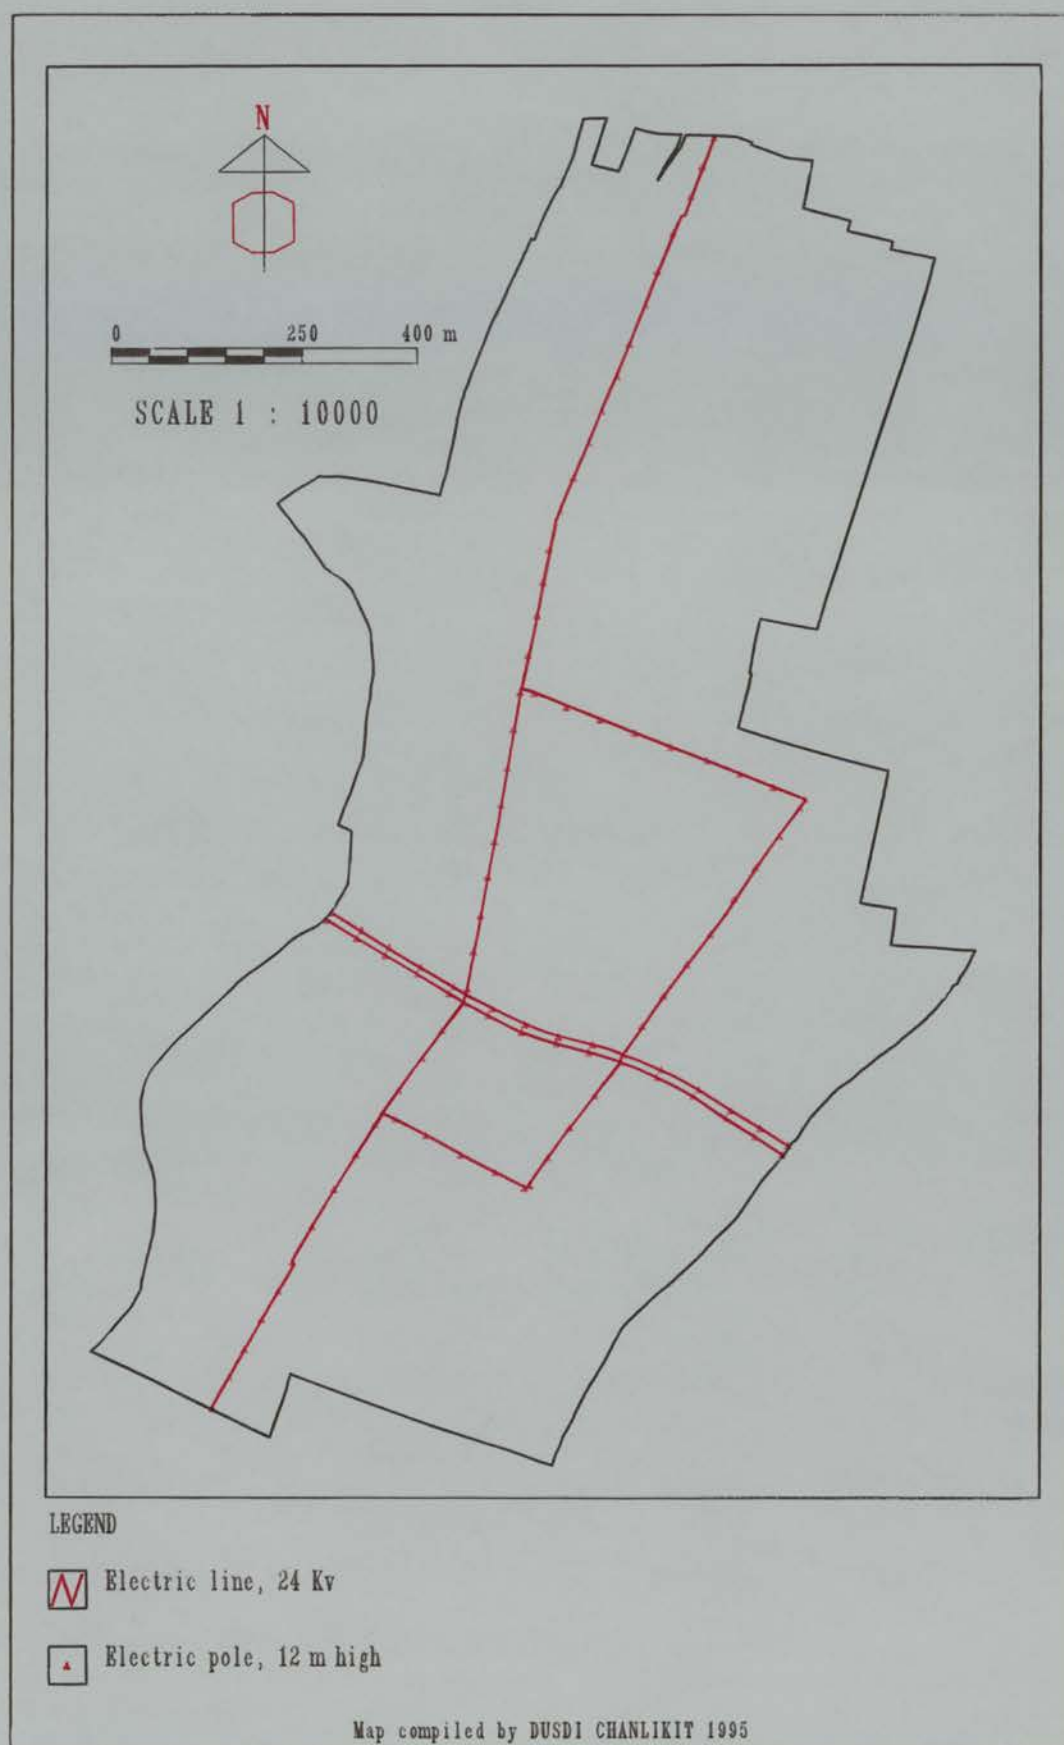 N
0 250 400 m
SCALE 1 : 10000
LEGEND
Electric line, 24 Kv
Electric pole, 12 m high
Map compiled by DUSDI CHANLIKIT 1995